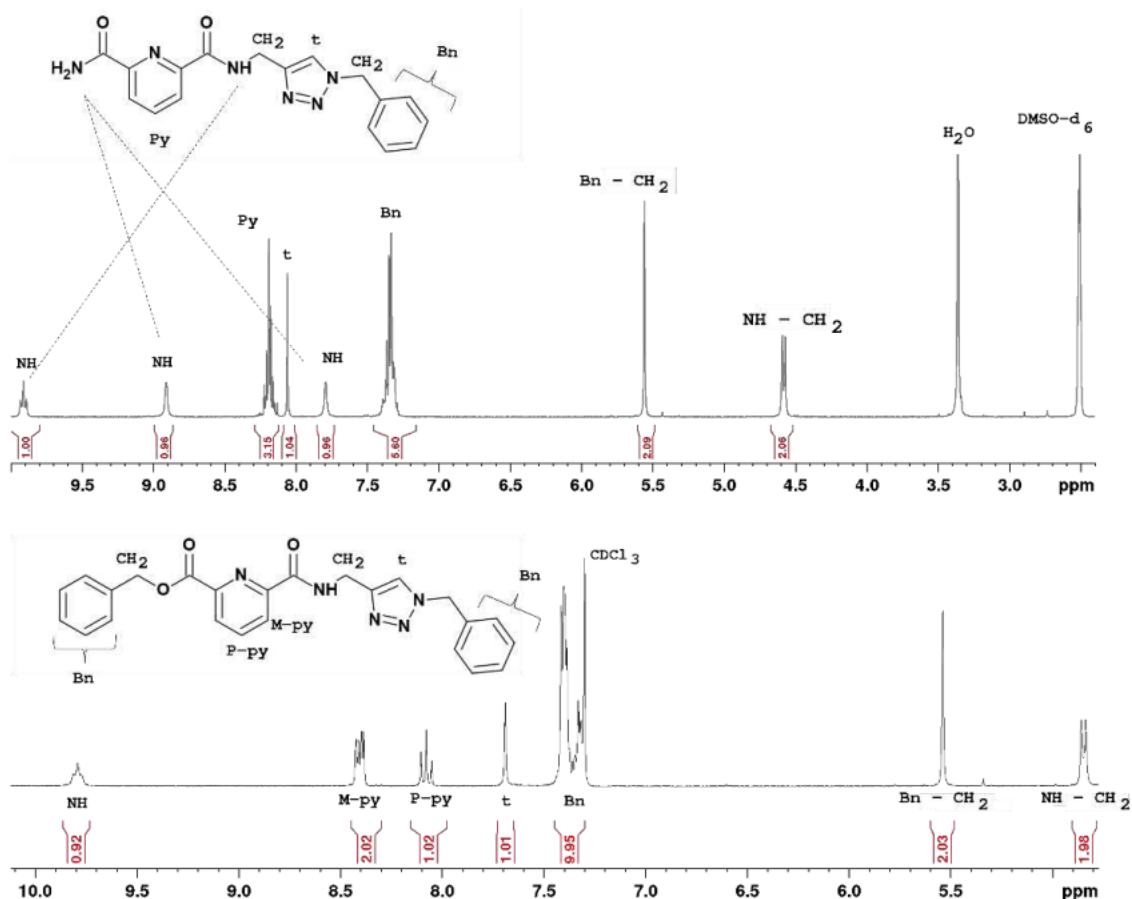 O O
CH2 t Bn
H2N N NH CH2
N
N N
Py
H2O DMSO-d6
Bn - CH2
Py Bn
t
NH - CH2
NH NH NH
1.00 0.96 3.15 1.04 0.96 5.60 2.09 2.06
9.5 9.0 8.5 8.0 7.5 7.0 6.5 6.0 5.5 5.0 4.5 4.0 3.5 3.0 ppm
CH2 O O CH2 t CDCl3
Bn
O N NH N
N N
M-py
P-py
Bn
NH M-py P-py t Bn Bn - CH2 NH - CH2
0.92 2.02 1.02 1.01 9.95 2.03 1.98
10.0 9.5 9.0 8.5 8.0 7.5 7.0 6.5 6.0 5.5 ppm